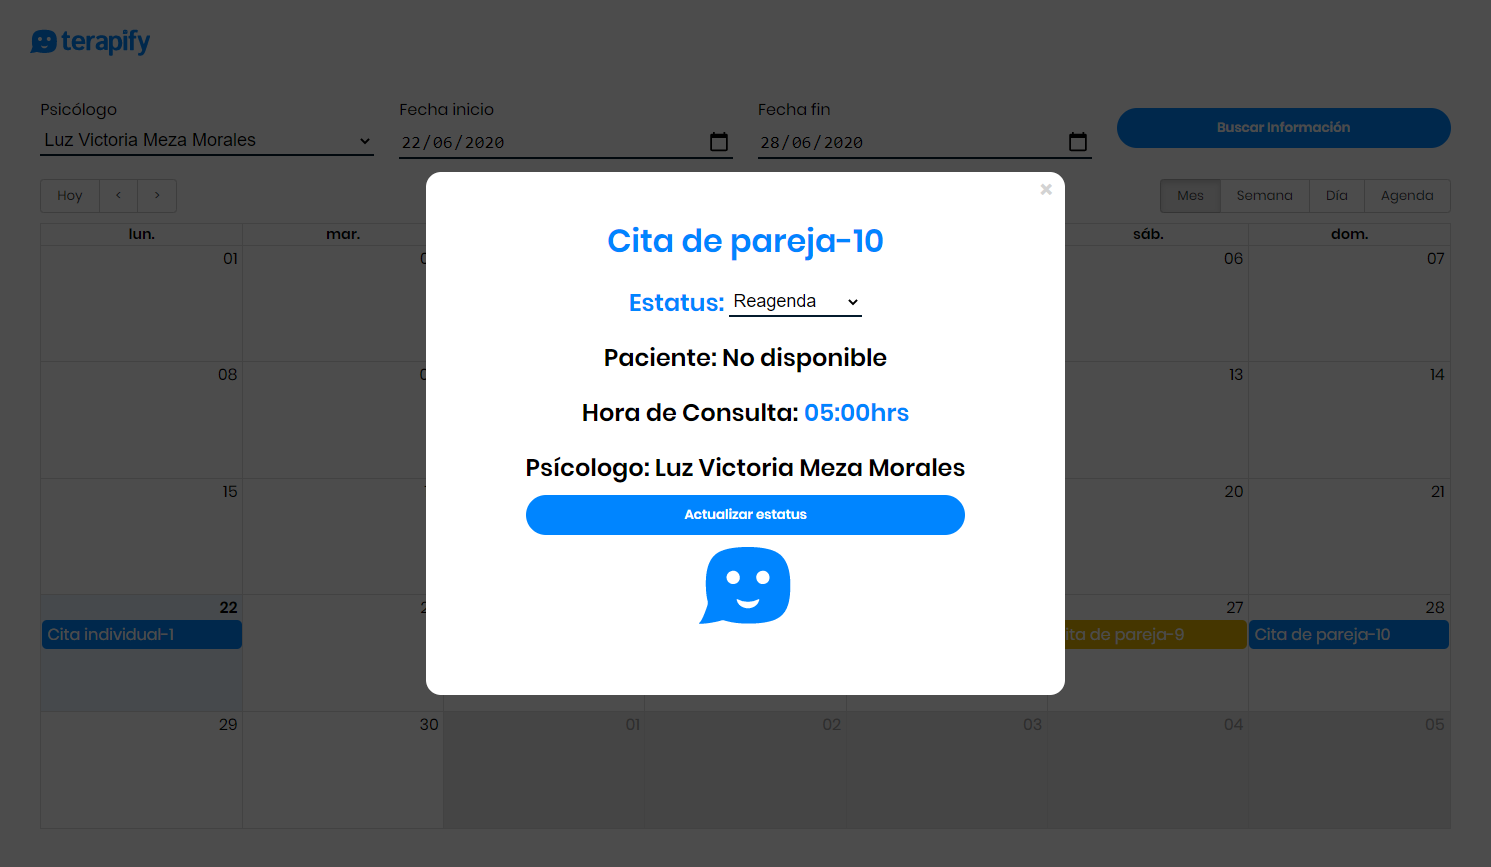 terapify
Psicólogo
Fecha inicio
Fecha fin
Luz Victoria Meza Morales
22/06/2020
28/06/2020
Buscar Información
Hoy < >
Mes Semana Día Agenda
lun. mar. sáb. dom.
×
Cita de pareja-10
Estatus: Reagenda
Paciente: No disponible
Hora de Consulta: 05:00hrs
Psícologo: Luz Victoria Meza Morales
Actualizar estatus
01 06 07
08 13 14
15 20 21
22 27 28
Cita individual-1 ita de pareja-9 Cita de pareja-10
29 30 01 02 03 04 05